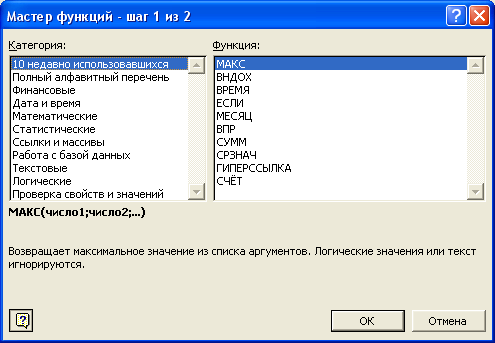 Мастер функций - шаг 1 из 2
Категория:
10 недавно использовавшихся
Полный алфавитный перечень
Финансовые
Дата и время
Математические
Статистические
Ссылки и массивы
Работа с базой данных
Текстовые
Логические
Проверка свойств и значений
Функция:
МАКС
ВНДОХ
ВРЕМЯ
ЕСЛИ
МЕСЯЦ
ВПР
СУММ
СРЗНАЧ
ГИПЕРССЫЛКА
СЧЁТ
МАКС(число1;число2;...)
Возвращает максимальное значение из списка аргументов. Логические значения или текст
игнорируются.
OK
Отмена